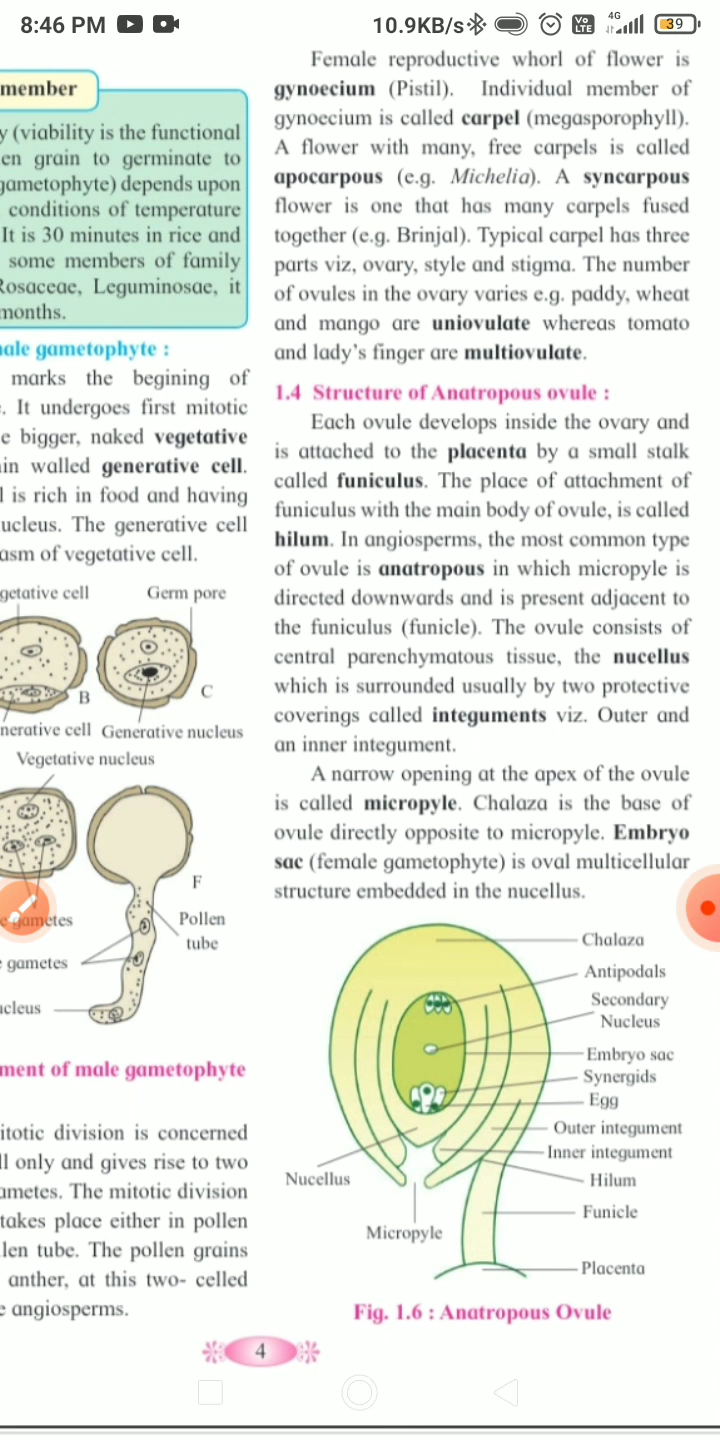 8:46 PM
10.9KB/s
Vo
LTE
4G
39
member
y (viability is the functional
en grain to germinate to
gametophyte) depends upon
conditions of temperature
It is 30 minutes in rice and
some members of family
Rosaceae, Leguminosae, it
months.
ale gametophyte :
marks the begining of
. It undergoes first mitotic
e bigger, naked vegetative
in walled generative cell.
l is rich in food and having
ucleus. The generative cell
asm of vegetative cell.
getative cell
Germ pore
B
C
nerative cell
Generative nucleus
Vegetative nucleus
F
e gametes
Pollen
tube
e gametes
ucleus
ment of male gametophyte
itotic division is concerned
ll only and gives rise to two
ametes. The mitotic division
takes place either in pollen
len tube. The pollen grains
anther, at this two- celled
e angiosperms.
Female reproductive whorl of flower is
gynoecium (Pistil). Individual member of
gynoecium is called carpel (megasporophyll).
A flower with many, free carpels is called
apocarpous (e.g. Michelia). A syncarpous
flower is one that has many carpels fused
together (e.g. Brinjal). Typical carpel has three
parts viz, ovary, style and stigma. The number
of ovules in the ovary varies e.g. paddy, wheat
and mango are uniovulate whereas tomato
and lady's finger are multiovulate.
1.4 Structure of Anatropous ovule :
Each ovule develops inside the ovary and
is attached to the placenta by a small stalk
called funiculus. The place of attachment of
funiculus with the main body of ovule, is called
hilum. In angiosperms, the most common type
of ovule is anatropous in which micropyle is
directed downwards and is present adjacent to
the funiculus (funicle). The ovule consists of
central parenchymatous tissue, the nucellus
which is surrounded usually by two protective
coverings called integuments viz. Outer and
an inner integument.
A narrow opening at the apex of the ovule
is called micropyle. Chalaza is the base of
ovule directly opposite to micropyle. Embryo
sac (female gametophyte) is oval multicellular
structure embedded in the nucellus.
Chalaza
Antipodals
Secondary
Nucleus
Embryo sac
Synergids
Egg
Outer integument
Inner integument
Hilum
Funicle
Placenta
Nucellus
Micropyle
Fig. 1.6 : Anatropous Ovule
4